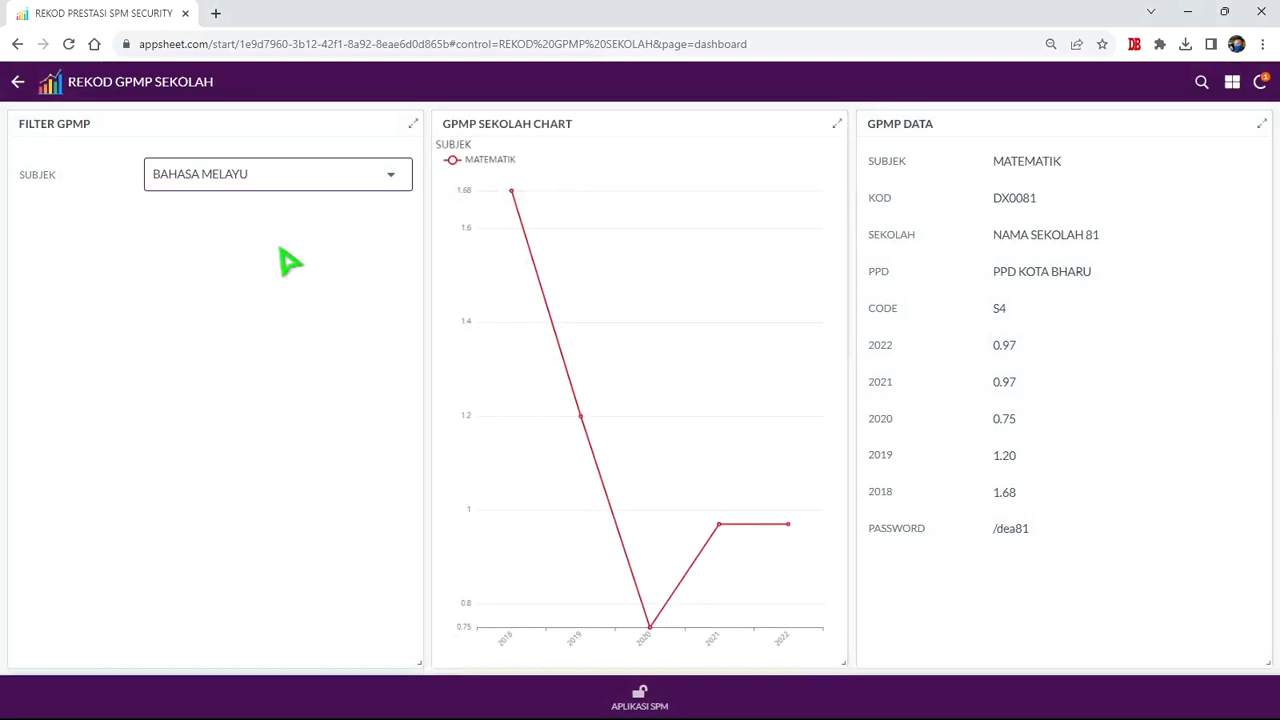 REKOD PRESTASI SPM SECURITY
appsheet.com/start/1e9d7960-3b12-42f1-8a92-8eae6d0d565b#control=REKOD%20GPMP%20SEKOLAH&page=dashboard
REKOD GPMP SEKOLAH
1
FILTER GPMP
SUBJEK
BAHASA MELAYU
GPMP SEKOLAH CHART
SUBJEK
MATEMATIK
1.68
1.6
1.4
1.2
1
0.8
0.75
2018
2019
2020
2021
2022
GPMP DATA
SUBJEK MATEMATIK
KOD DX0081
SEKOLAH NAMA SEKOLAH 81
PPD PPD KOTA BHARU
CODE S4
2022 0.97
2021 0.97
2020 0.75
2019 1.20
2018 1.68
PASSWORD /dea81
APLIKASI SPM